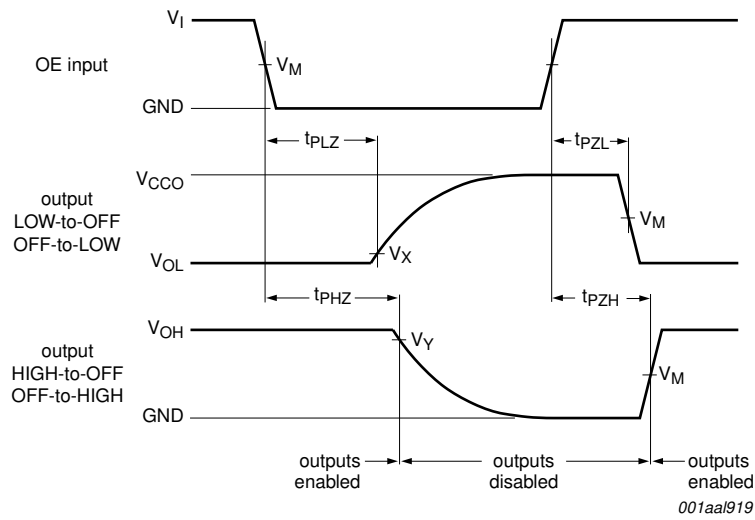 V_I
OE input
V_M
GND
t_PLZ
t_PZL
V_CCO
output
LOW-to-OFF
OFF-to-LOW
V_M
V_X
V_OL
t_PHZ
t_PZH
V_OH
V_Y
output
HIGH-to-OFF
OFF-to-HIGH
V_M
GND
outputs
enabled
outputs
disabled
outputs
enabled
001aal919